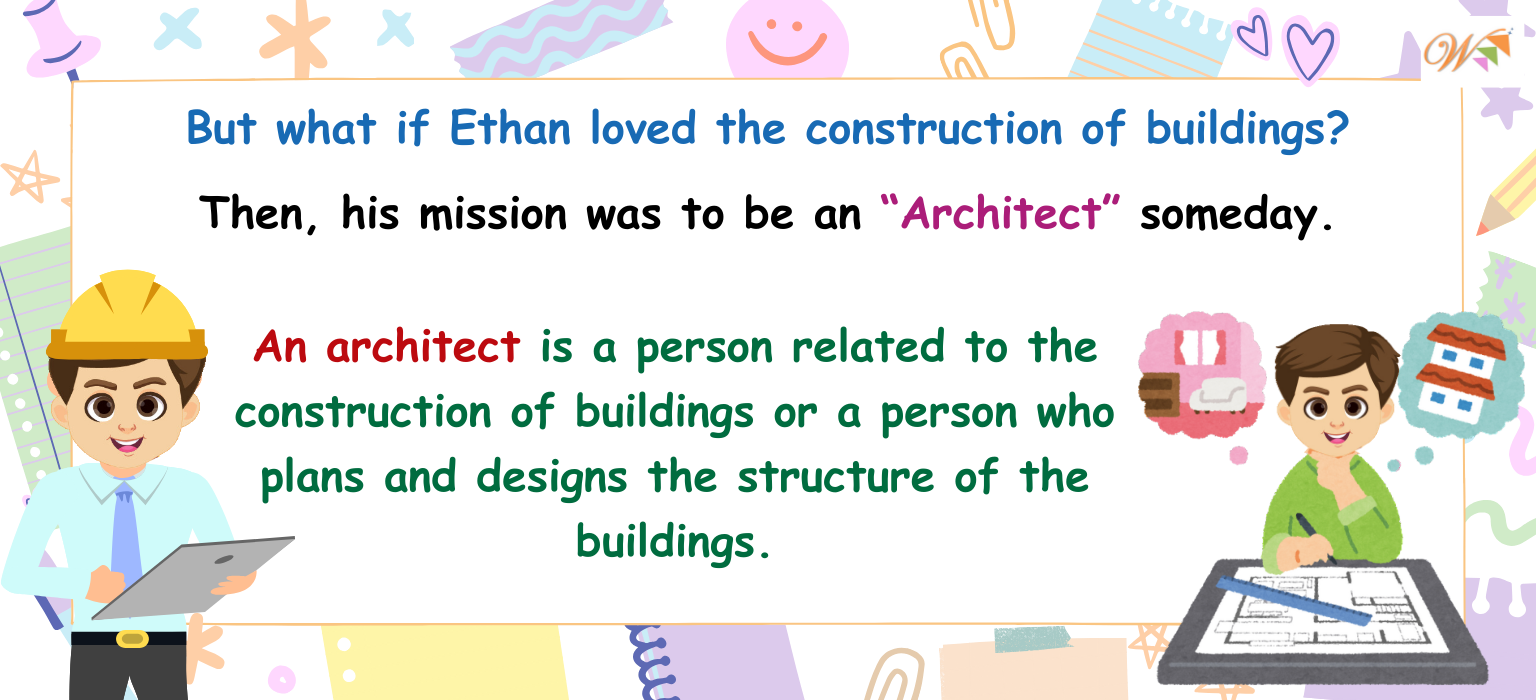 But what if Ethan loved the construction of buildings?
Then, his mission was to be an “Architect” someday.
An architect is a person related to the
construction of buildings or a person who
plans and designs the structure of the
buildings.
W